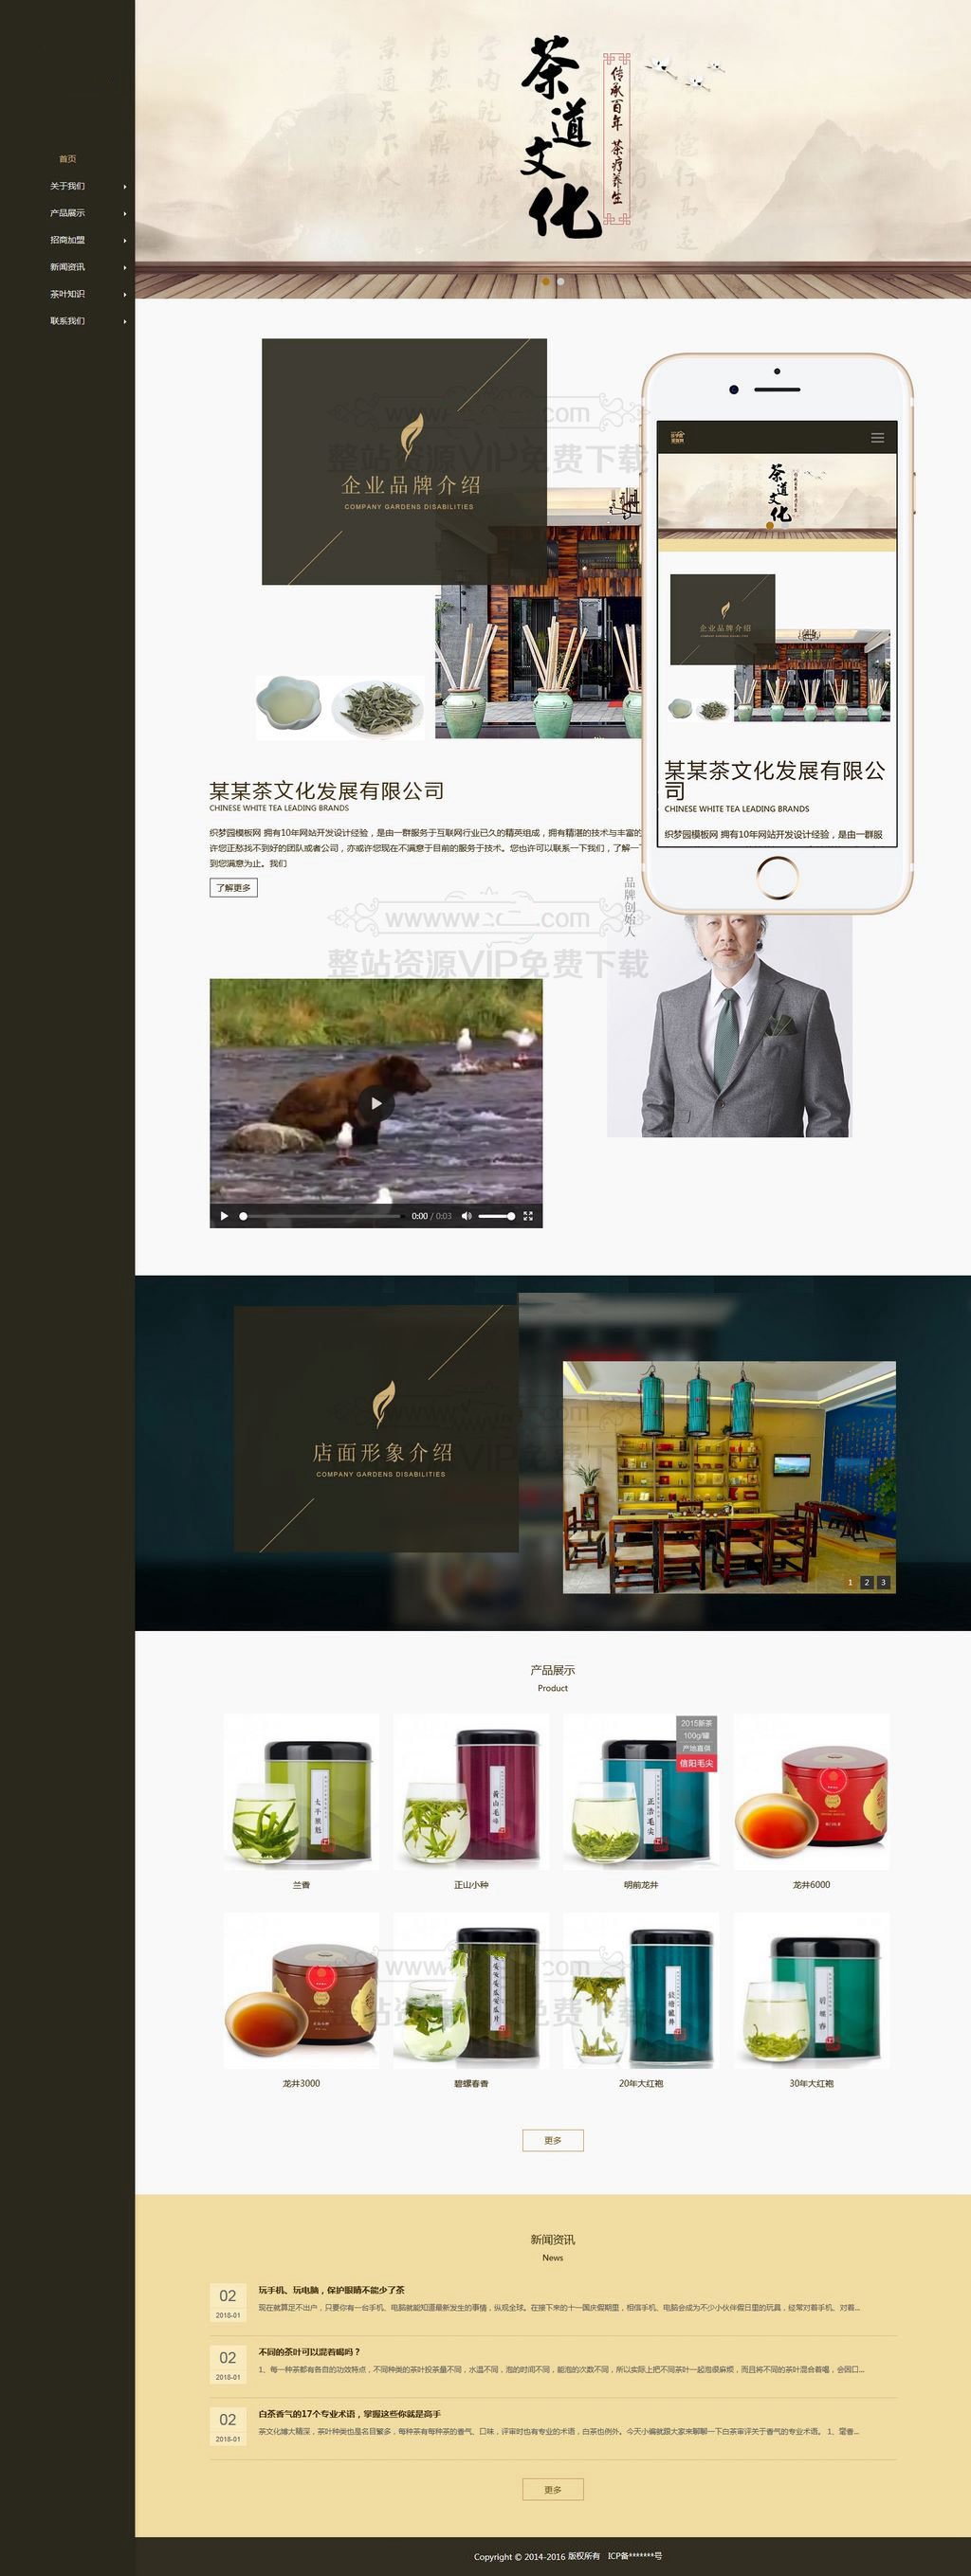 首页
关于我们
产品展示
招商加盟
新闻资讯
茶叶知识
联系我们
茶道文化
传承百年 茶疗养生
企业品牌介绍
COMPANY GARDENS DISABILITIES
整站资源VIP免费下载
茶道文化
企业品牌介绍
某某茶文化发展有限公
司
CHINESE WHITE TEA LEADING BRANDS
织梦园模板网 拥有10年网站开发设计经验，是由一群服
某某茶文化发展有限公司
CHINESE WHITE TEA LEADING BRANDS
织梦园模板网 拥有10年网站开发设计经验，是由一群服务于互联网行业已久的精英组成，拥有精湛的技术与丰富的
许您正愁找不到好的团队或者公司，亦或许您现在不满意于目前的服务于技术。您也许可以联系一下我们，了解一下
到您满意为止。我们
了解更多
品牌创始人
整站资源VIP免费下载
0:00 / 0:03
店面形象介绍
COMPANY GARDENS DISABILITIES
1 2 3
产品展示
Product
2015新茶
100g/罐
产地直供
信阳毛尖
兰香
正山小种
明前龙井
龙井6000
龙井3000
碧螺春香
20年大红袍
30年大红袍
更多
新闻资讯
News
02
2018-01
玩手机、玩电脑，保护眼睛不能少了茶
现在就算足不出户，只要你有一台手机、电脑就能知道最新发生的事情，纵观全球。在接下来的十一国庆假期里，相信手机、电脑会成为不少小伙伴假日里的玩具，经常对着手机、对着...
02
2018-01
不同的茶叶可以混着喝吗？
1、每一种茶都有各自的功效特点，不同种类的茶叶投茶量不同，水温不同，泡的时间不同，能泡的次数不同，所以实际上把不同茶叶一起泡很麻烦，而且将不同的茶叶混合着喝，会因口...
02
2018-01
白茶香气的17个专业术语，掌握这些你就是高手
茶文化博大精深，茶叶种类也是名目繁多，每种茶有每种茶的香气、口味，评审时也有专业的术语，白茶也例外。今天小编就跟大家来聊聊一下白茶审评关于香气的专业术语。 1、毫香...
更多
Copyright © 2014-2016 版权所有 ICP备*******号